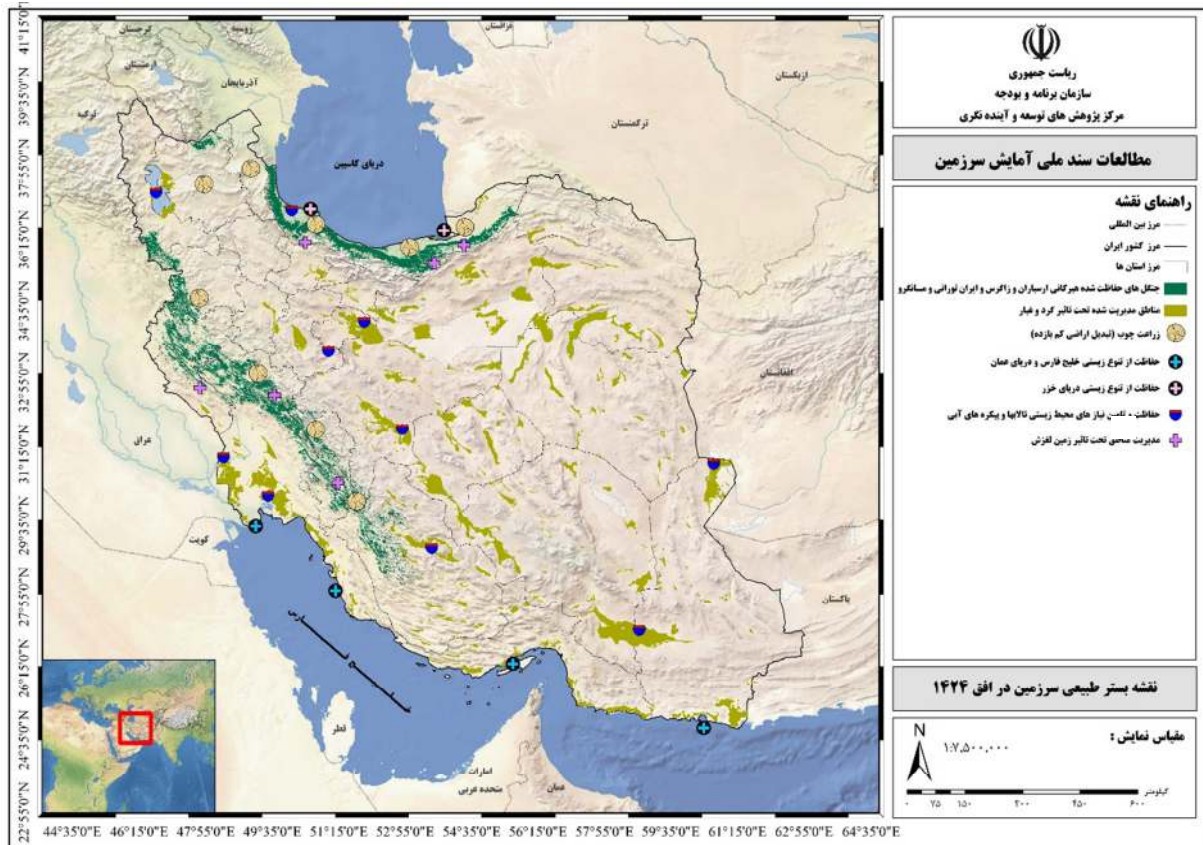 ریاست جمهوری
سازمان برنامه و بودجه
مرکز پژوهش های توسعه و آینده نگری
مطالعات سند ملی آمایش سرزمین
راهنمای نقشه
مرز بین المللی
مرز کشور ایران
مرز استان ها
جنگل های حفاظت شده هیرکانی ارسباران و زاگرس و ایران تورانی و مسانگرو
مناطق مدیریت شده تحت تاثیر گرد و غبار
زراعت چوب (تبدیل اراضی کم بازده)
حفاظت از تنوع زیستی خلیج فارس و دریای عمان
حفاظت از تنوع زیستی دریای خزر
حفاظت نیاز های محیط زیستی تالابها و پیکره های آبی
مدیریت تحت تاثیر زمین لغزش
نقشه بستر طبیعی سرزمین در افق ۱۴۲۴
مقیاس نمایش :
N
۱:۷,۵۰۰,۰۰۰
کیلومتر
۰ ۷۵ ۱۵۰ ۳۰۰ ۴۵۰ ۶۰۰
روسیه
گرجستان
قزاقستان
ارمنستان
آذربایجان
ازبکستان
ترکیه
ترکمنستان
دریای کاسپین
افغانستان
عراق
کویت
پاکستان
فارس
قطر
امارات
متحده عربی
عمان
41°15'0"N
39°35'0"N
37°55'0"N
36°15'0"N
34°35'0"N
32°55'0"N
31°15'0"N
29°35'0"N
27°55'0"N
26°15'0"N
24°35'0"N
22°55'0"N
44°35'0"E 46°15'0"E 47°55'0"E 49°35'0"E 51°15'0"E 52°55'0"E 54°35'0"E 56°15'0"E 57°55'0"E 59°35'0"E 61°15'0"E 62°55'0"E 64°35'0"E